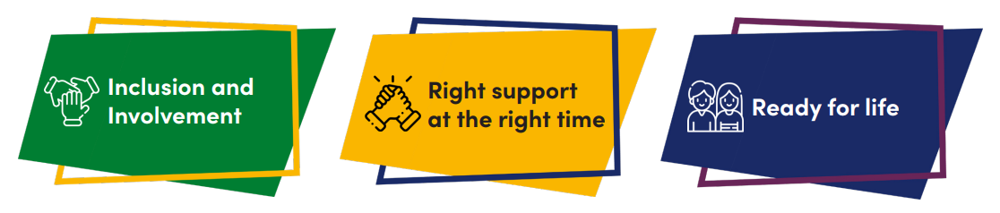 Inclusion and
Involvement
Right support
at the right time
Ready for life